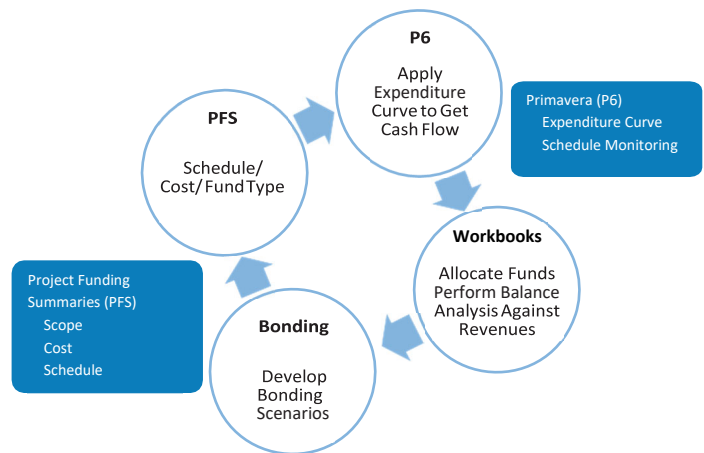 P6
Apply
Expenditure
Curve to Get
Cash Flow
Primavera (P6)
Expenditure Curve
Schedule Monitoring
PFS
Schedule/
Cost/ Fund Type
Workbooks
Allocate Funds
Perform Balance
Analysis Against
Revenues
Project Funding
Summaries (PFS)
Scope
Cost
Schedule
Bonding
Develop
Bonding
Scenarios